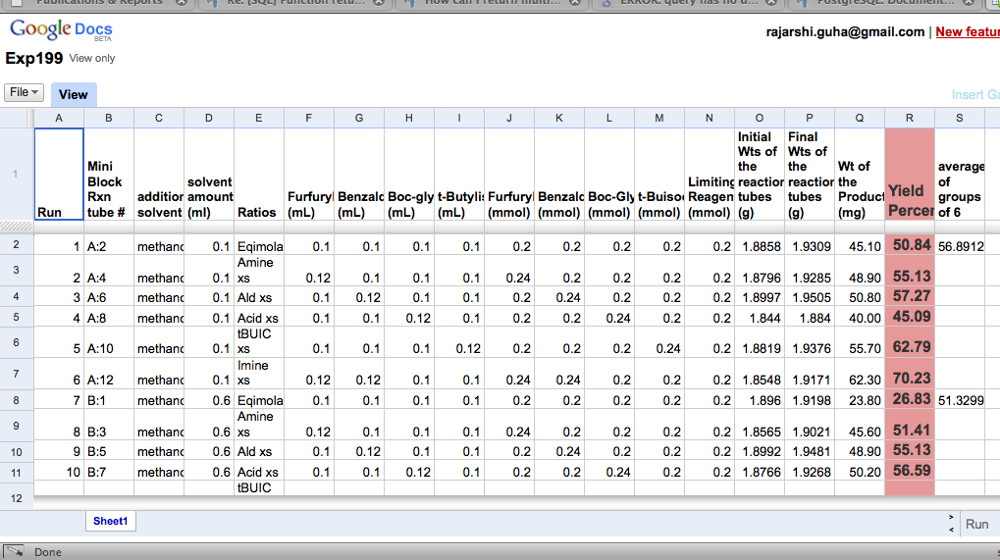 Publications & Reports
Re: [SQL] Function retu...
How can I return multi...
ERROR: query has no d...
PostgreSQL: Document...
Google Docs
BETA
rajarshi.guha@gmail.com | New featur
Exp199 View only
File View
Insert Ga
A B C D E F G H I J K L M N O P Q R S
1
Run
Mini Block Rxn tube #
addition solvent
solvent amount (ml)
Ratios
Furfuryl (mL)
Benzald (mL)
Boc-gly (mL)
t-Butylis (mL)
Furfuryl (mmol)
Benzald (mmol)
Boc-Gly (mmol)
t-Buisoc (mmol)
Limiting Reagen (mmol)
Initial Wts of the reaction tubes (g)
Final Wts of the reaction tubes (g)
Wt of the Product (mg)
Yield Percen
average of groups of 6
2 1 A:2 methano 0.1 Eqimola 0.1 0.1 0.1 0.1 0.2 0.2 0.2 0.2 0.2 1.8858 1.9309 45.10 50.84 56.8912
3 2 A:4 methano 0.1 Amine xs 0.12 0.1 0.1 0.1 0.24 0.2 0.2 0.2 0.2 1.8796 1.9285 48.90 55.13
4 3 A:6 methano 0.1 Ald xs 0.1 0.12 0.1 0.1 0.2 0.24 0.2 0.2 0.2 1.8997 1.9505 50.80 57.27
5 4 A:8 methano 0.1 Acid xs 0.1 0.1 0.12 0.1 0.2 0.2 0.24 0.2 0.2 1.844 1.884 40.00 45.09
6 5 A:10 methano 0.1 tBUIC xs 0.1 0.1 0.1 0.12 0.2 0.2 0.2 0.24 0.2 1.8819 1.9376 55.70 62.79
7 6 A:12 methano 0.1 Imine xs 0.12 0.12 0.1 0.1 0.24 0.24 0.2 0.2 0.2 1.8548 1.9171 62.30 70.23
8 7 B:1 methano 0.6 Eqimola 0.1 0.1 0.1 0.1 0.2 0.2 0.2 0.2 0.2 1.896 1.9198 23.80 26.83 51.3299
9 8 B:3 methano 0.6 Amine xs 0.12 0.1 0.1 0.1 0.24 0.2 0.2 0.2 0.2 1.8565 1.9021 45.60 51.41
10 9 B:5 methano 0.6 Ald xs 0.1 0.12 0.1 0.1 0.2 0.24 0.2 0.2 0.2 1.8992 1.9481 48.90 55.13
11 10 B:7 methano 0.6 Acid xs 0.1 0.1 0.12 0.1 0.2 0.2 0.24 0.2 0.2 1.8766 1.9268 50.20 56.59
12 tBUIC
Sheet1
Run
Done